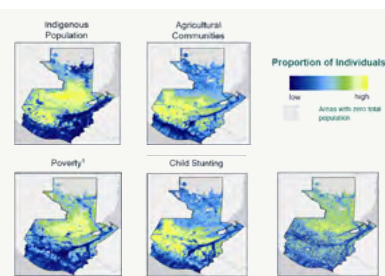 Indigenous
Population
Agricultural
Communities
Proportion of Individuals
low
high
Areas with zero total
population
Poverty¹
Child Stunting